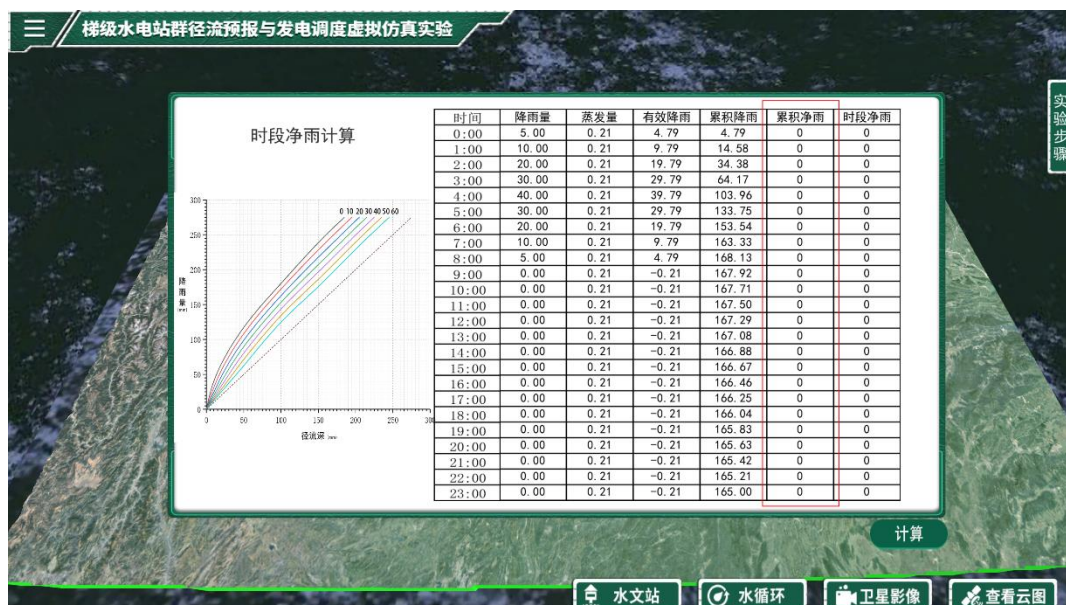 梯级水电站群径流预报与发电调度虚拟仿真实验
实验步骤
时段净雨计算
时间 降雨量 蒸发量 有效降雨 累积降雨 累积净雨 时段净雨
0:00 5.00 0.21 4.79 4.79 0 0
1:00 10.00 0.21 9.79 14.58 0 0
2:00 20.00 0.21 19.79 34.38 0 0
3:00 30.00 0.21 29.79 64.17 0 0
4:00 40.00 0.21 39.79 103.96 0 0
5:00 30.00 0.21 29.79 133.75 0 0
6:00 20.00 0.21 19.79 153.54 0 0
7:00 10.00 0.21 9.79 163.33 0 0
8:00 5.00 0.21 4.79 168.13 0 0
9:00 0.00 0.21 -0.21 167.92 0 0
10:00 0.00 0.21 -0.21 167.71 0 0
11:00 0.00 0.21 -0.21 167.50 0 0
12:00 0.00 0.21 -0.21 167.29 0 0
13:00 0.00 0.21 -0.21 167.08 0 0
14:00 0.00 0.21 -0.21 166.88 0 0
15:00 0.00 0.21 -0.21 166.67 0 0
16:00 0.00 0.21 -0.21 166.46 0 0
17:00 0.00 0.21 -0.21 166.25 0 0
18:00 0.00 0.21 -0.21 166.04 0 0
19:00 0.00 0.21 -0.21 165.83 0 0
20:00 0.00 0.21 -0.21 165.63 0 0
21:00 0.00 0.21 -0.21 165.42 0 0
22:00 0.00 0.21 -0.21 165.21 0 0
23:00 0.00 0.21 -0.21 165.00 0 0
0 10 20 30 40 50 60
300
250
200
150
100
50
0
降雨量 (mm)
0 50 100 150 200 250 300
径流深 mm
计算
水文站
水循环
卫星影像
查看云图